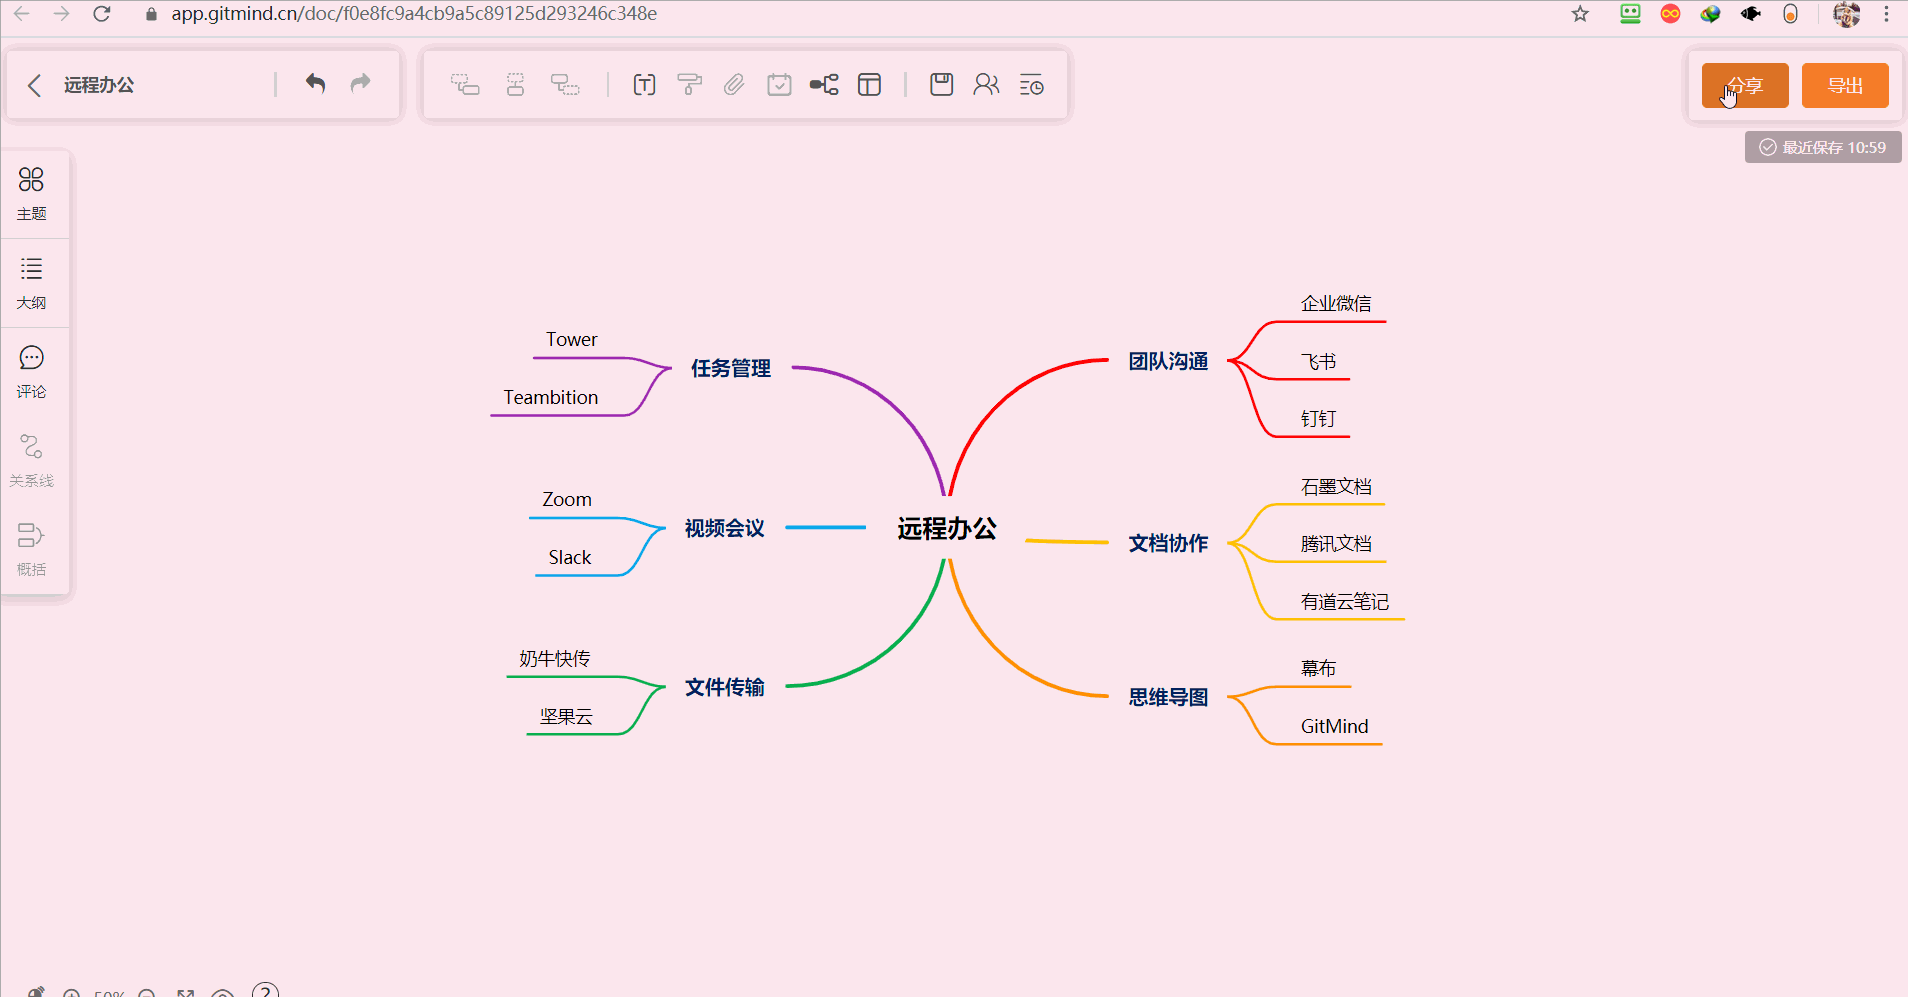 app.gitmind.cn/doc/f0e8fc9a4cb9a5c89125d293246c348e
远程办公
分享
导出
最近保存 10:59
主题
大纲
评论
关系线
概括
Tower
任务管理
Teambition
Zoom
视频会议
Slack
奶牛快传
文件传输
坚果云
远程办公
企业微信
团队沟通
飞书
钉钉
石墨文档
文档协作
腾讯文档
有道云笔记
幕布
思维导图
GitMind
50%